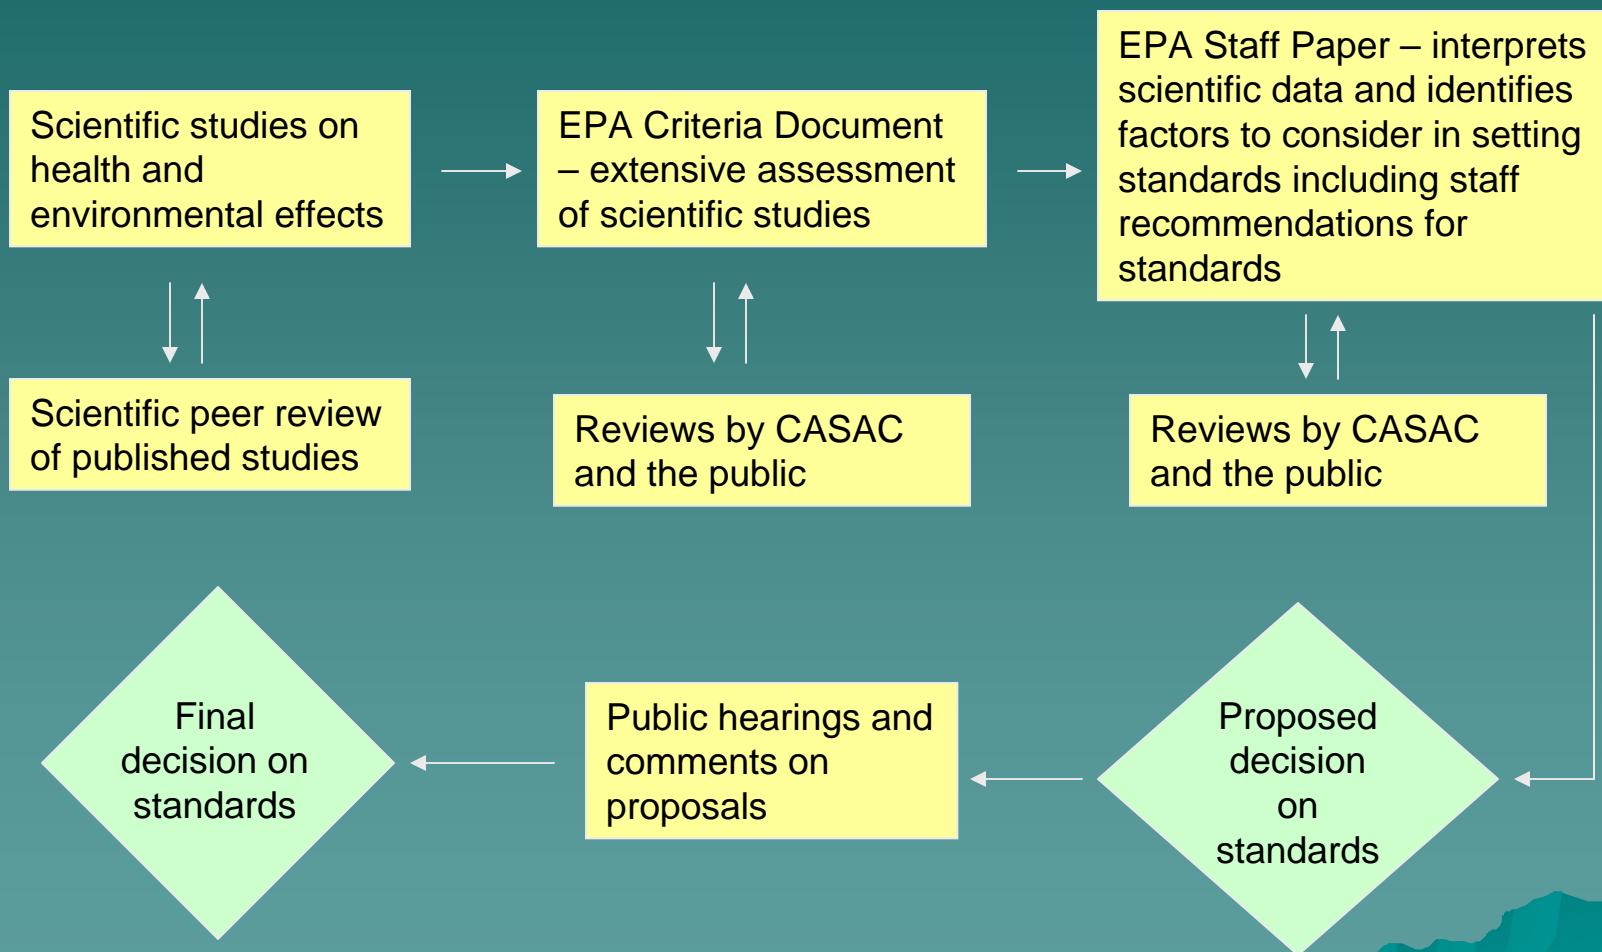 Scientific studies on
health and
environmental effects
EPA Criteria Document
– extensive assessment
of scientific studies
EPA Staff Paper – interprets
scientific data and identifies
factors to consider in setting
standards including staff
recommendations for
standards
Scientific peer review
of published studies
Reviews by CASAC
and the public
Reviews by CASAC
and the public
Proposed
decision
on
standards
Public hearings and
comments on
proposals
Final
decision on
standards